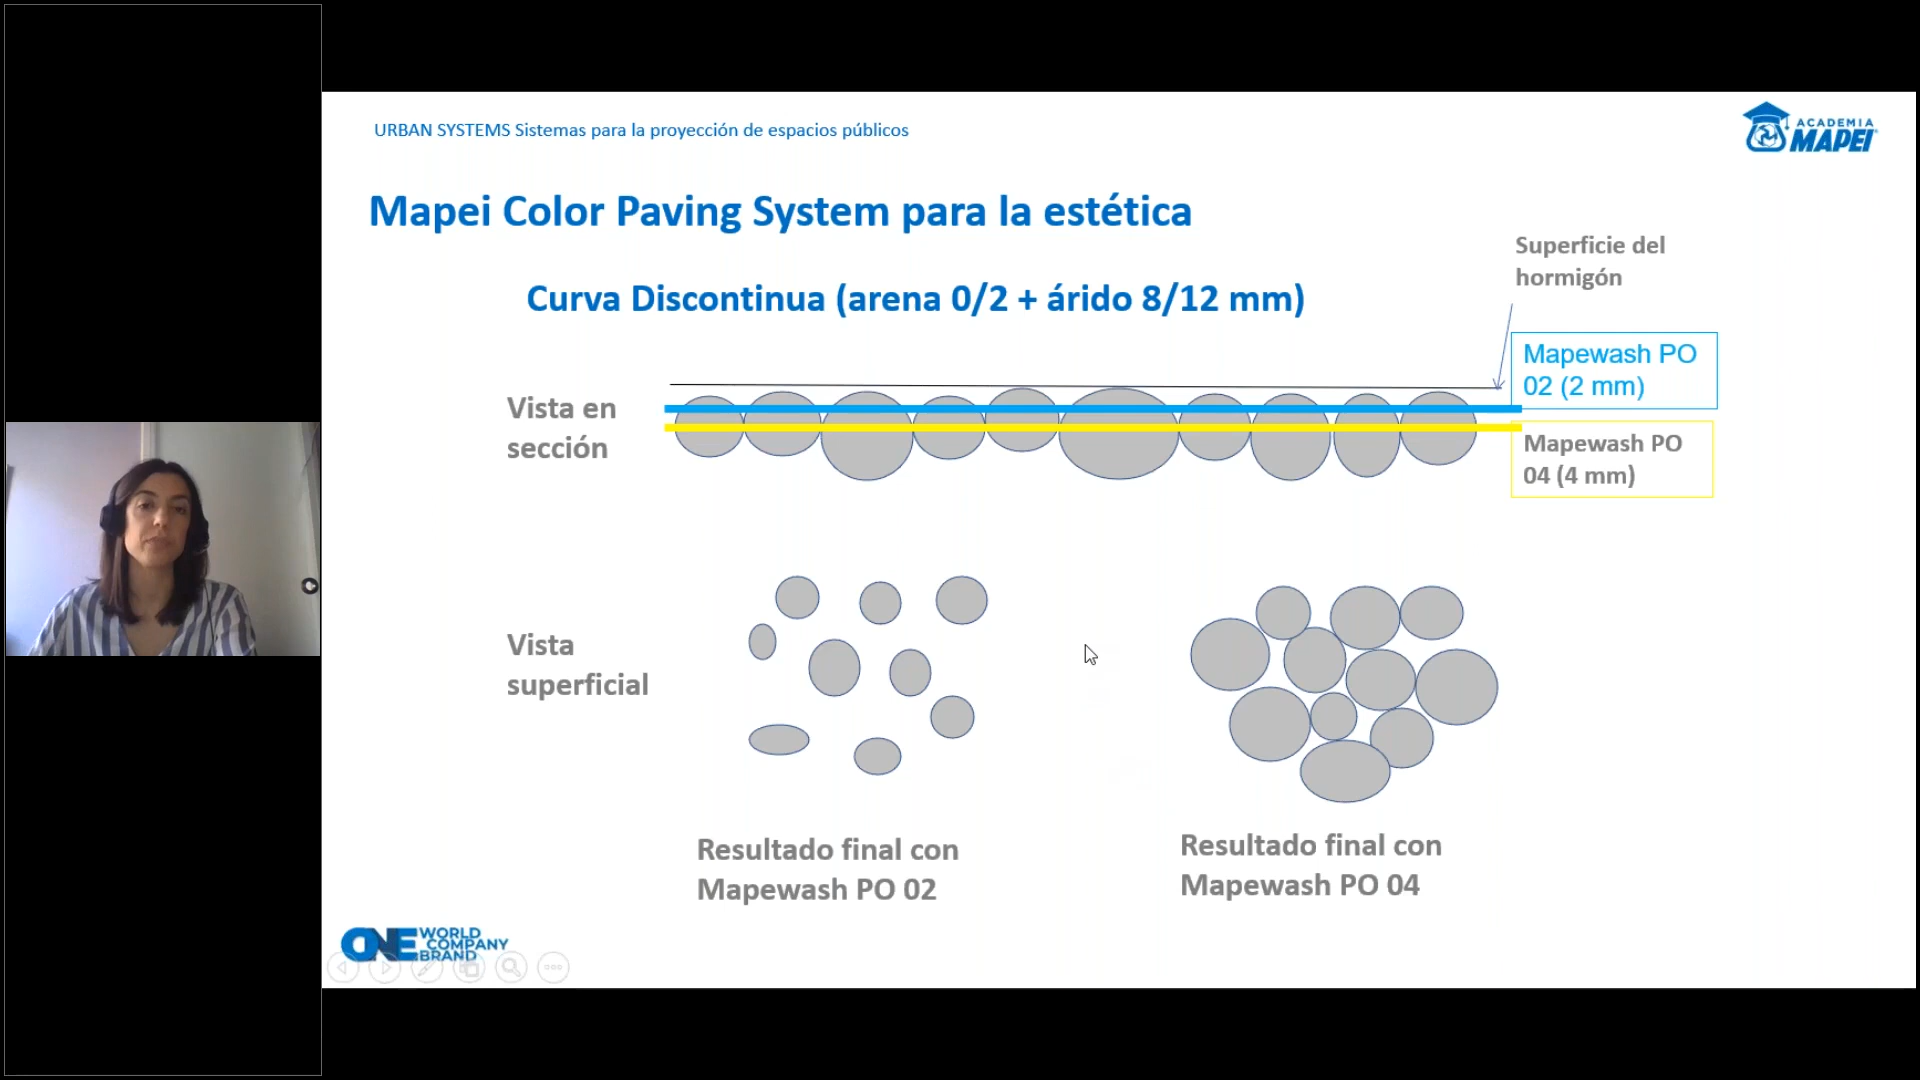 URBAN SYSTEMS Sistemas para la proyección de espacios públicos
ACADEMIA
MAPEI
Mapei Color Paving System para la estética
Superficie del
hormigón
Curva Discontinua (arena 0/2 + árido 8/12 mm)
Mapewash PO
02 (2 mm)
Vista en
sección
Mapewash PO
04 (4 mm)
Vista
superficial
Resultado final con
Mapewash PO 02
Resultado final con
Mapewash PO 04
ONE WORLD
COMPANY
BRAND